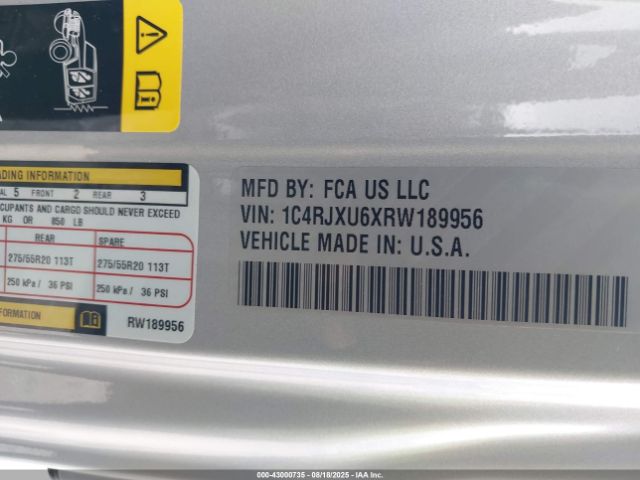 ADING INFORMATION
AL 5 FRONT 2 REAR 3
CUPANTS AND CARGO SHOULD NEVER EXCEED
KG OR 850 LB
REAR SPARE
275/55R20 113T 275/55R20 113T
250 kPa / 36 PSI 250 kPa / 36 PSI
FORMATION RW189956
MFD BY: FCA US LLC
VIN: 1C4RJXU6XRW189956
VEHICLE MADE IN: U.S.A.
000-43000735 - 08/18/2025 - COPART IAA